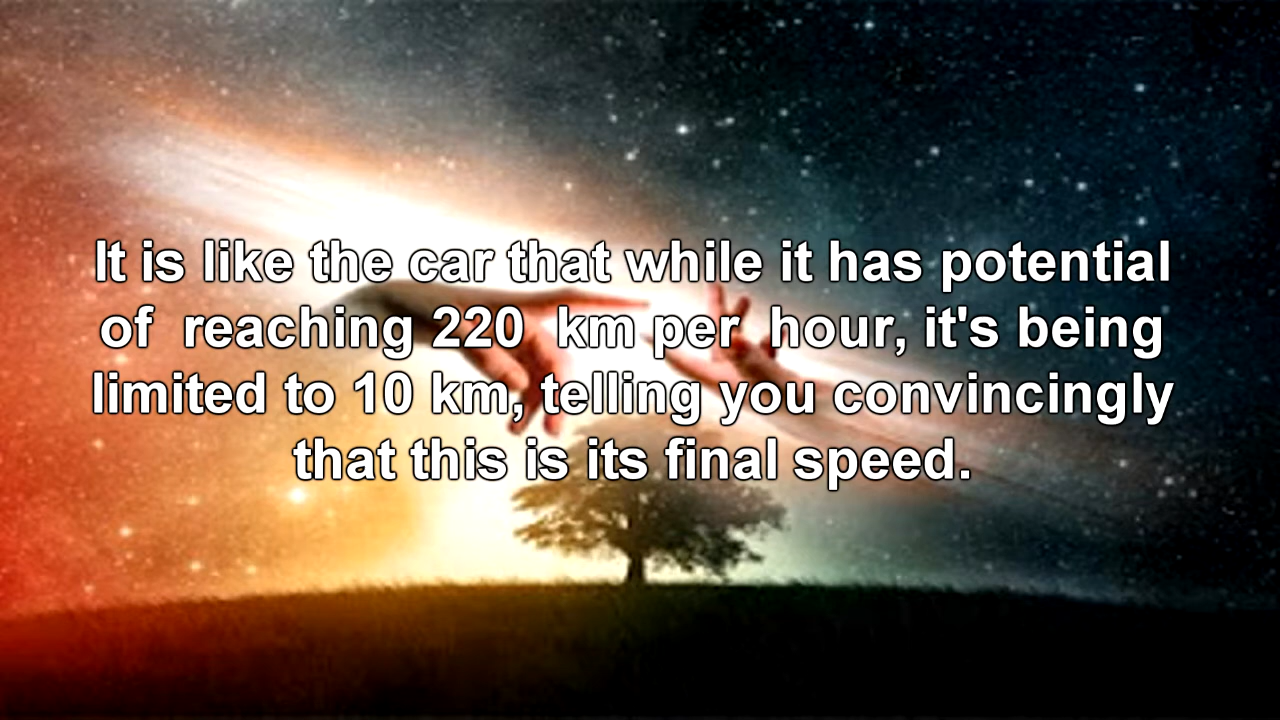 It is like the car that while it has potential
of  reaching 220  km per  hour, it's being
limited to 10 km, telling you convincingly
that this is its final speed.